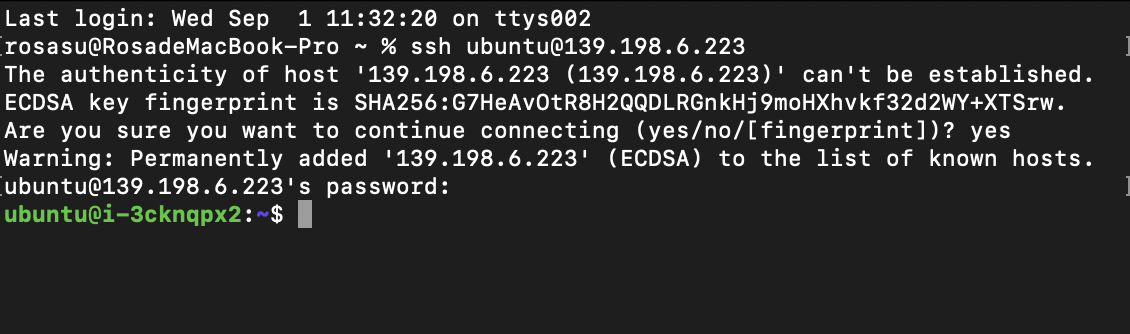 Last login: Wed Sep  1 11:32:20 on ttys002
[rosasu@RosadeMacBook-Pro ~ % ssh ubuntu@139.198.6.223 ]
The authenticity of host '139.198.6.223 (139.198.6.223)' can't be established.
ECDSA key fingerprint is SHA256:G7HeAvOtR8H2QQDLRGnkHj9moHXhvkf32d2WY+XTSrw.
Are you sure you want to continue connecting (yes/no/[fingerprint])? yes
Warning: Permanently added '139.198.6.223' (ECDSA) to the list of known hosts.
[ubuntu@139.198.6.223's password: ]
ubuntu@i-3cknqpx2:~$